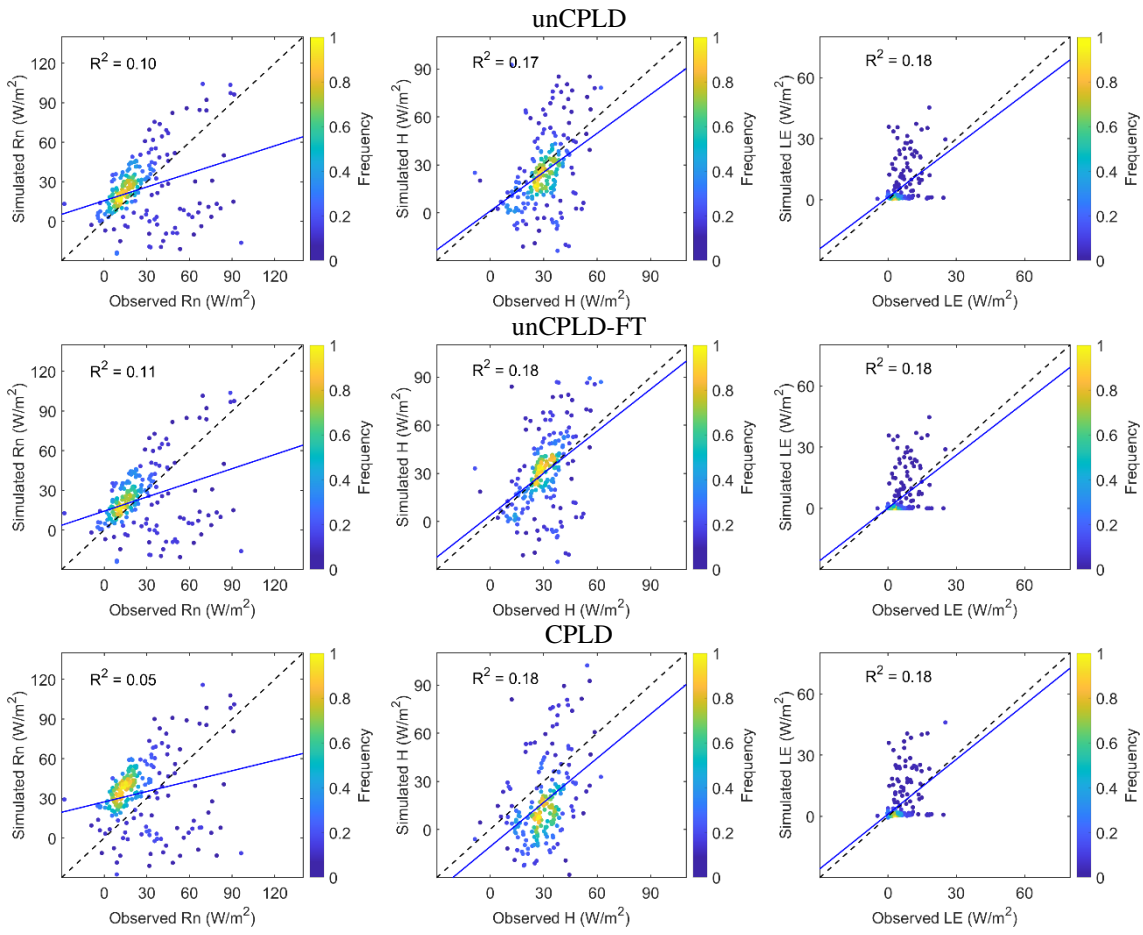 unCPLD
R² = 0.10
120
90
60
30
0
0 30 60 90 120
Simulated Rn (W/m²)
Observed Rn (W/m²)
1
0.8
0.6
0.4
0.2
0
Frequency
R² = 0.17
90
60
30
0
0 30 60 90
Simulated H (W/m²)
Observed H (W/m²)
1
0.8
0.6
0.4
0.2
0
Frequency
R² = 0.18
60
30
0
0 30 60
Simulated LE (W/m²)
Observed LE (W/m²)
1
0.8
0.6
0.4
0.2
0
Frequency
unCPLD-FT
R² = 0.11
120
90
60
30
0
0 30 60 90 120
Simulated Rn (W/m²)
Observed Rn (W/m²)
1
0.8
0.6
0.4
0.2
0
Frequency
R² = 0.18
90
60
30
0
0 30 60 90
Simulated H (W/m²)
Observed H (W/m²)
1
0.8
0.6
0.4
0.2
0
Frequency
R² = 0.18
60
30
0
0 30 60
Simulated LE (W/m²)
Observed LE (W/m²)
1
0.8
0.6
0.4
0.2
0
Frequency
CPLD
R² = 0.05
120
90
60
30
0
0 30 60 90 120
Simulated Rn (W/m²)
Observed Rn (W/m²)
1
0.8
0.6
0.4
0.2
0
Frequency
R² = 0.18
90
60
30
0
0 30 60 90
Simulated H (W/m²)
Observed H (W/m²)
1
0.8
0.6
0.4
0.2
0
Frequency
R² = 0.18
60
30
0
0 30 60
Simulated LE (W/m²)
Observed LE (W/m²)
1
0.8
0.6
0.4
0.2
0
Frequency